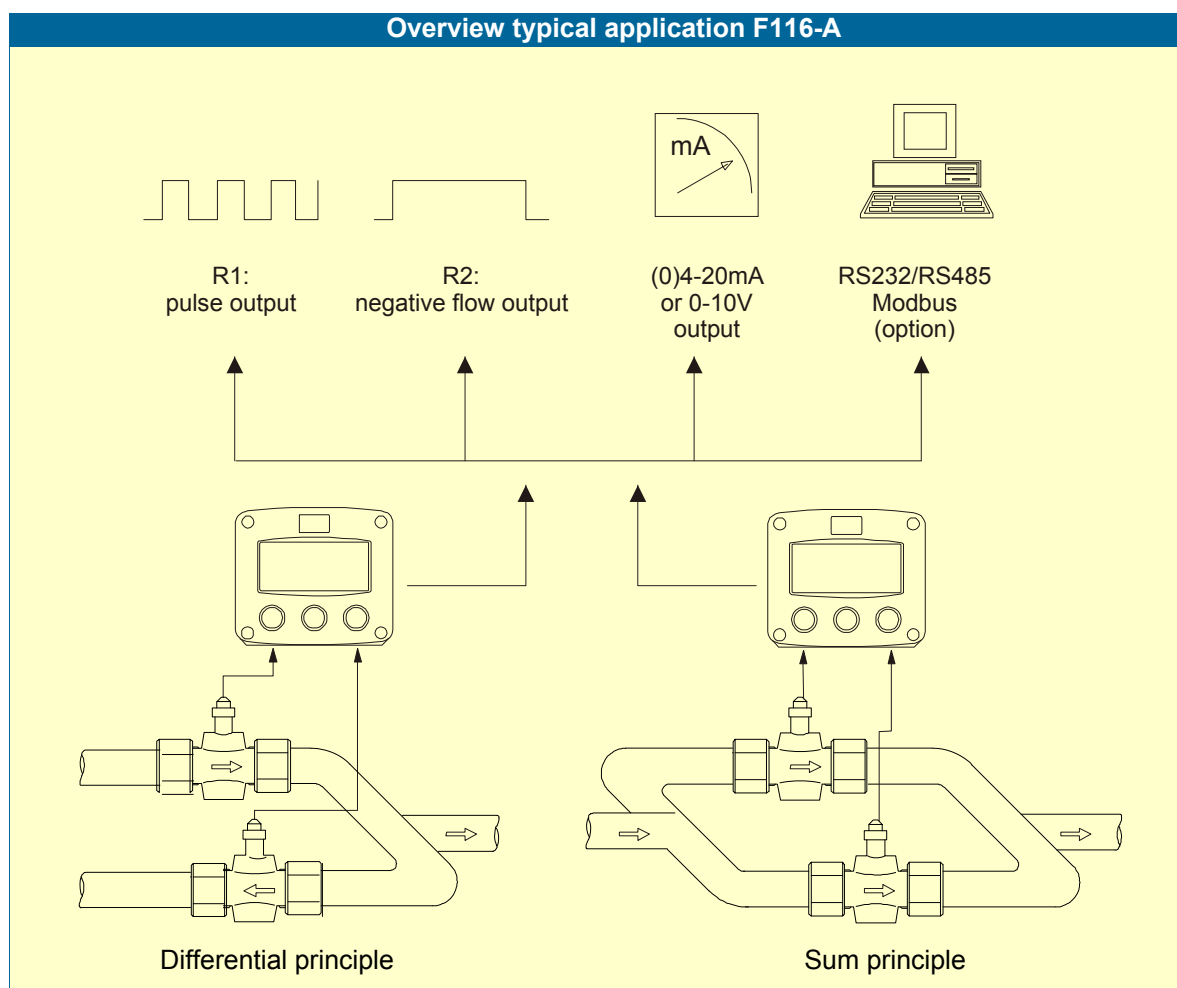 Overview typical application F116-A
mA
R1:
pulse output
R2:
negative flow output
(0)4-20mA
or 0-10V
output
RS232/RS485
Modbus
(option)
Differential principle
Sum principle